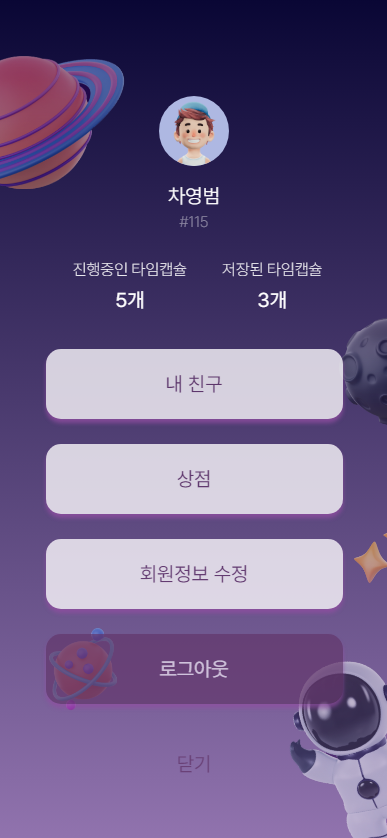 차영범
#115
진행중인 타임캡슐 저장된 타임캡슐
5개 3개
내 친구
상점
회원정보 수정
로그아웃
닫기